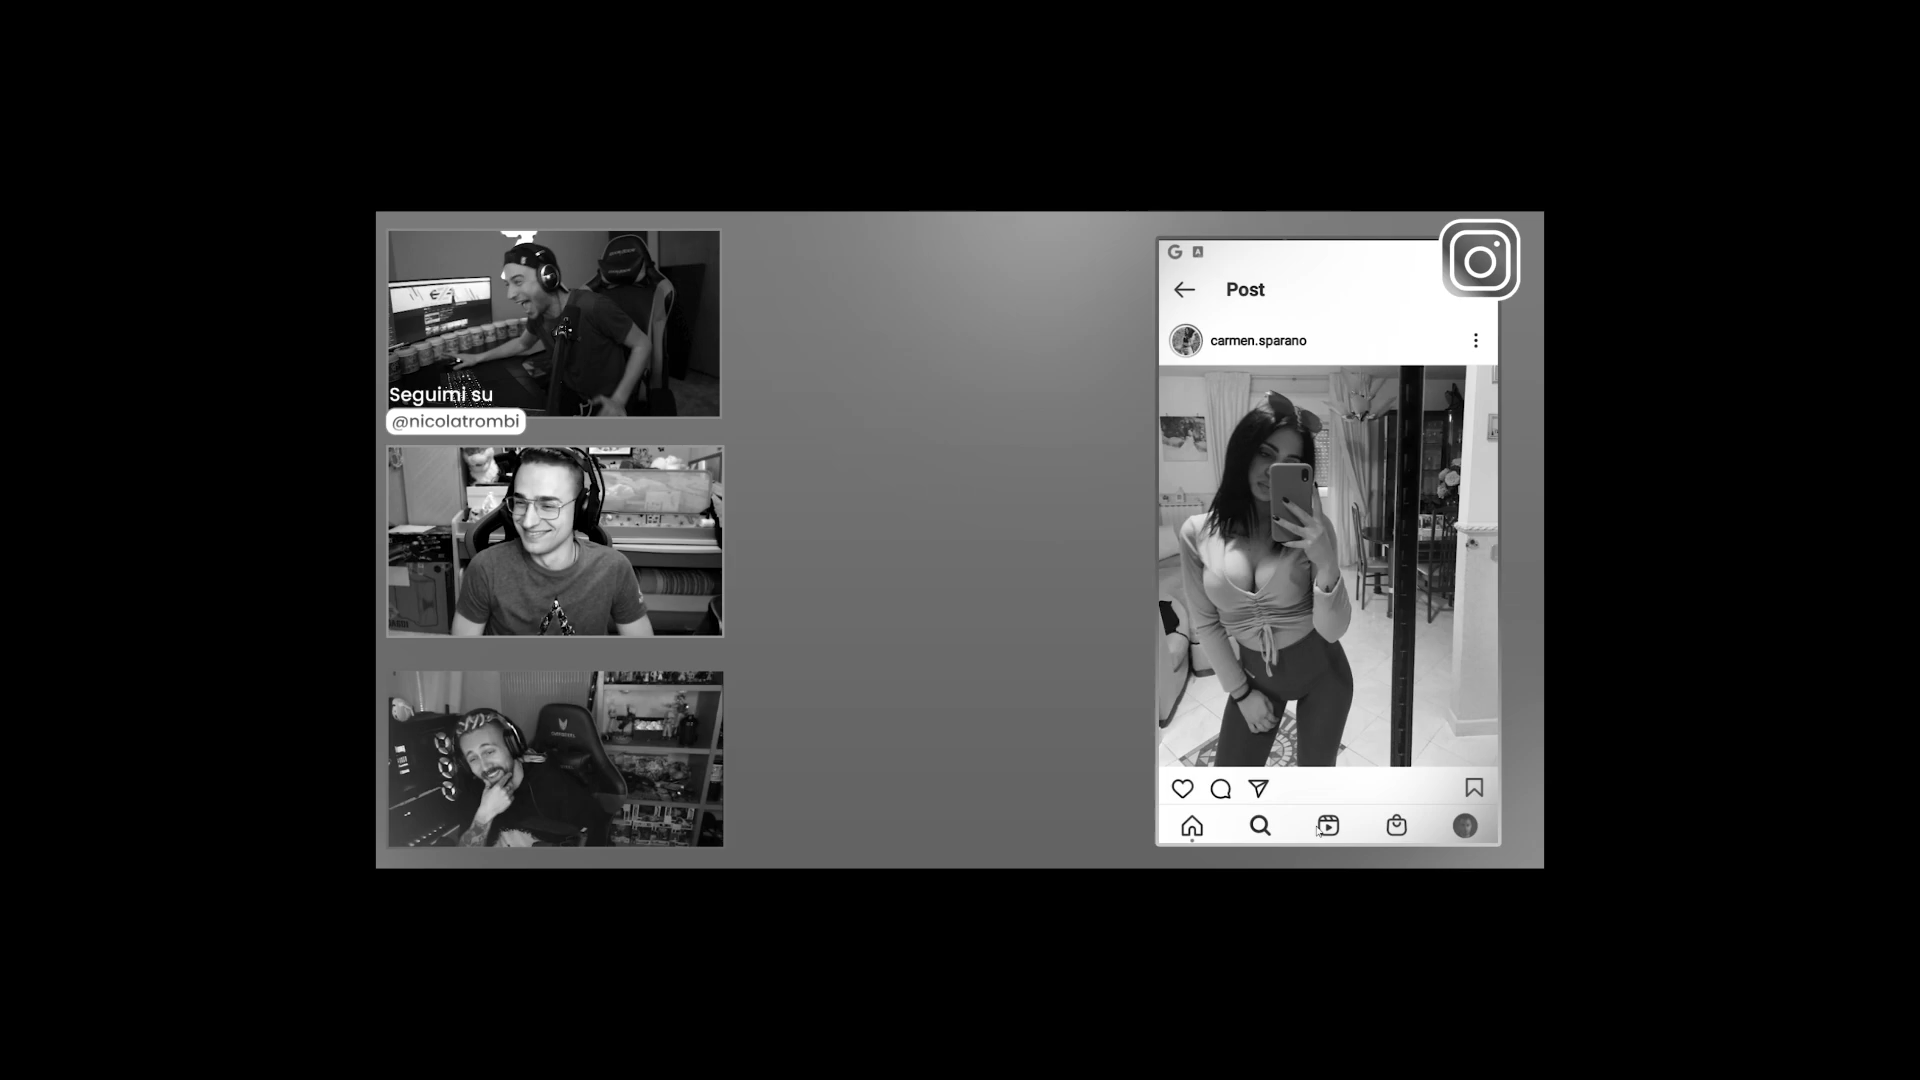 Seguimi su
@nicolatrombi
Post
carmen.sparano